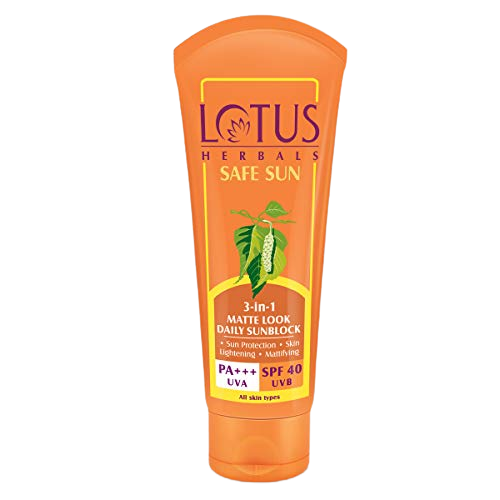 LOTUS
HERBALS
SAFE SUN
3-in-1
MATTE LOOK
DAILY SUNBLOCK
• Sun Protection • Skin
Lightening • Mattifying
PA+++ SPF 40
UVA UVB
All skin types